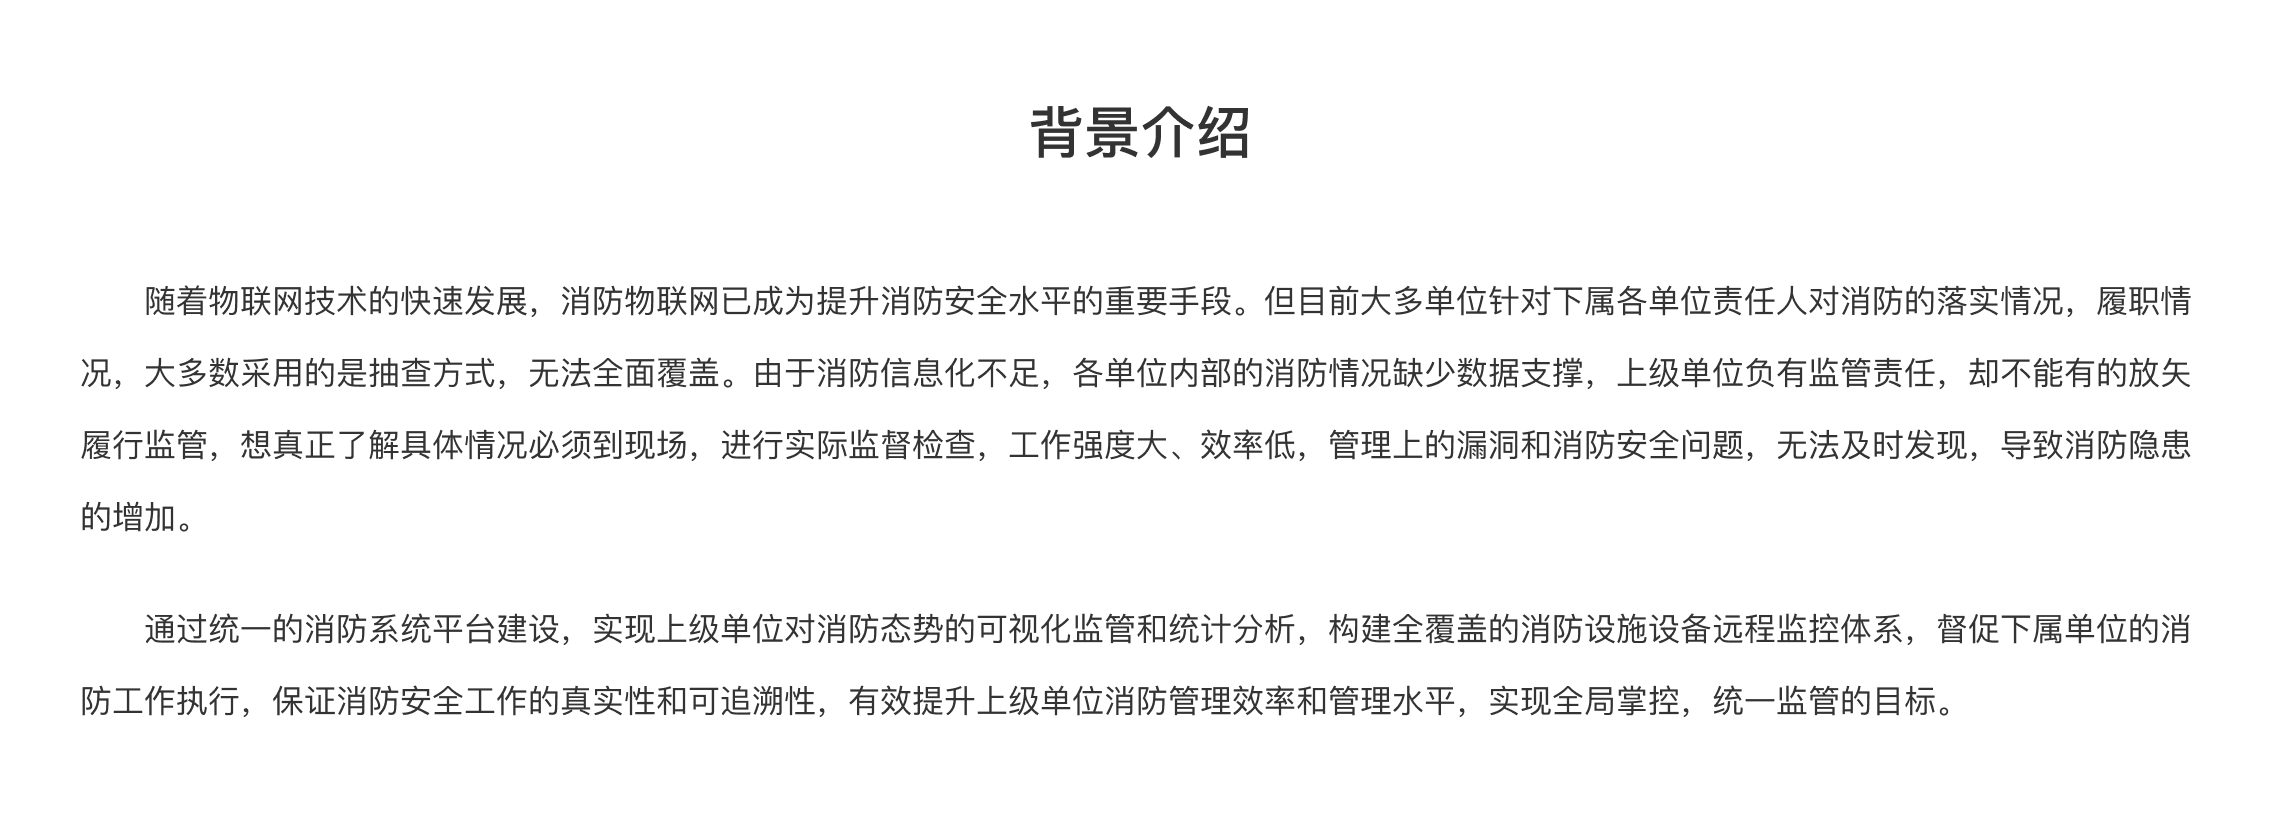 背景介绍
随着物联网技术的快速发展，消防物联网已成为提升消防安全水平的重要手段。但目前大多单位针对下属各单位责任人对消防的落实情况，履职情
况，大多数采用的是抽查方式，无法全面覆盖。由于消防信息化不足，各单位内部的消防情况缺少数据支撑，上级单位负有监管责任，却不能有的放矢
履行监管，想真正了解具体情况必须到现场，进行实际监督检查，工作强度大、效率低，管理上的漏洞和消防安全问题，无法及时发现，导致消防隐患
的增加。
通过统一的消防系统平台建设，实现上级单位对消防态势的可视化监管和统计分析，构建全覆盖的消防设施设备远程监控体系，督促下属单位的消
防工作执行，保证消防安全工作的真实性和可追溯性，有效提升上级单位消防管理效率和管理水平，实现全局掌控，统一监管的目标。